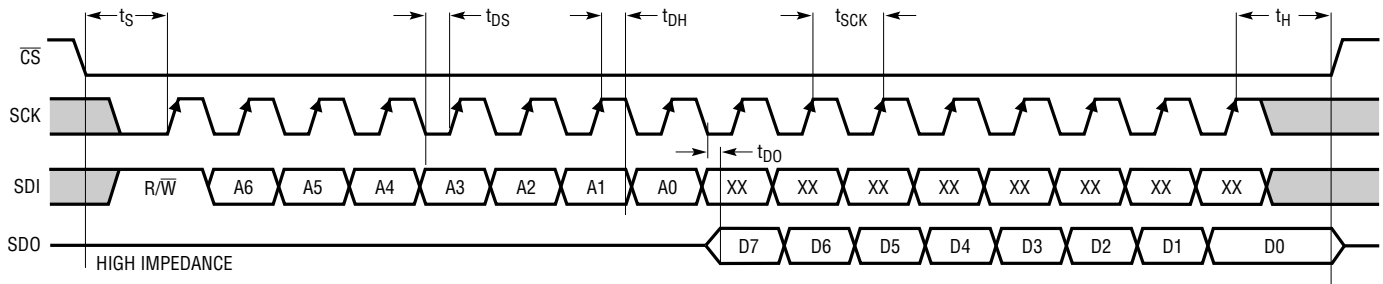 tS tDS tDH tSCK tH
CS
SCK
tDO
SDI R/W A6 A5 A4 A3 A2 A1 A0 XX XX XX XX XX XX XX XX
SDO D7 D6 D5 D4 D3 D2 D1 D0
HIGH IMPEDANCE